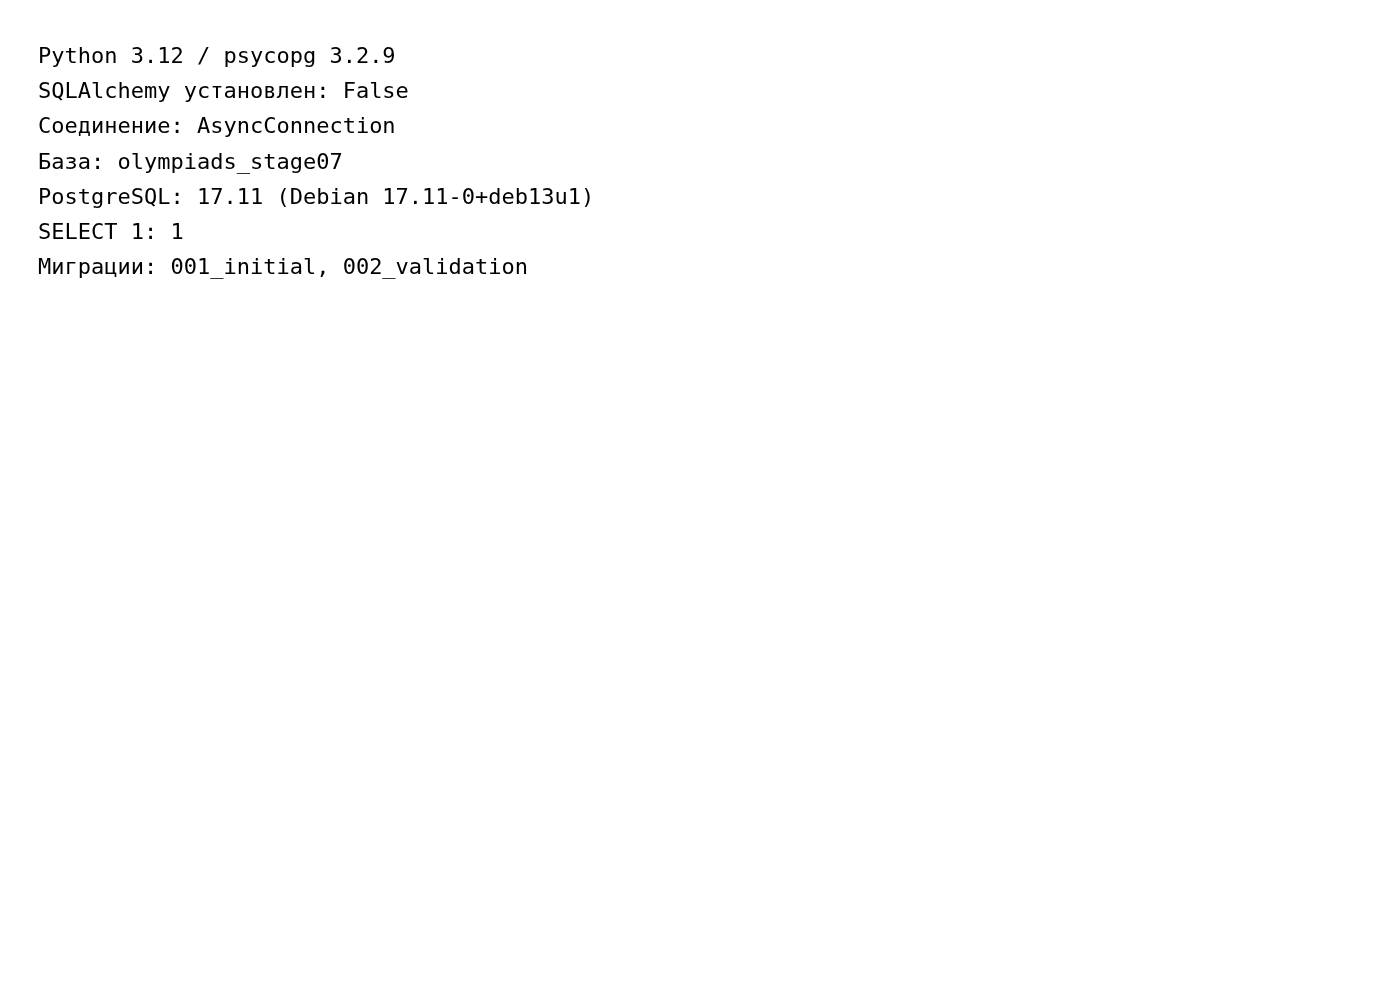 Python 3.12 / psycopg 3.2.9
SQLAlchemy установлен: False
Соединение: AsyncConnection
База: olympiads_stage07
PostgreSQL: 17.11 (Debian 17.11-0+deb13u1)
SELECT 1: 1
Миграции: 001_initial, 002_validation